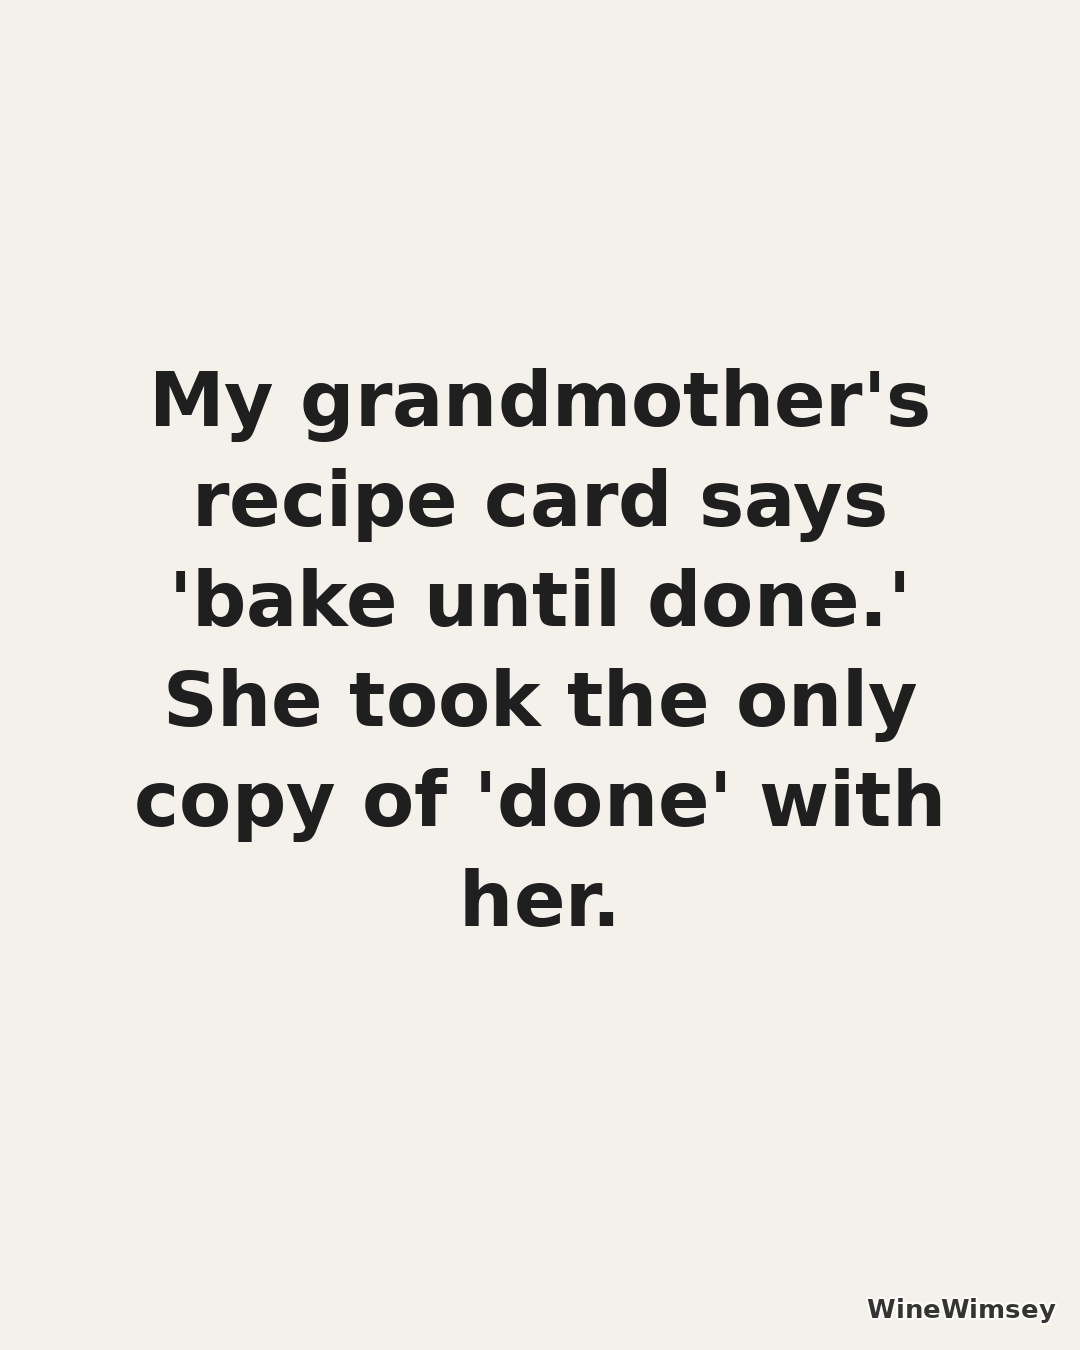 My grandmother's
recipe card says
'bake until done.'
She took the only
copy of 'done' with
her.
WineWimsey